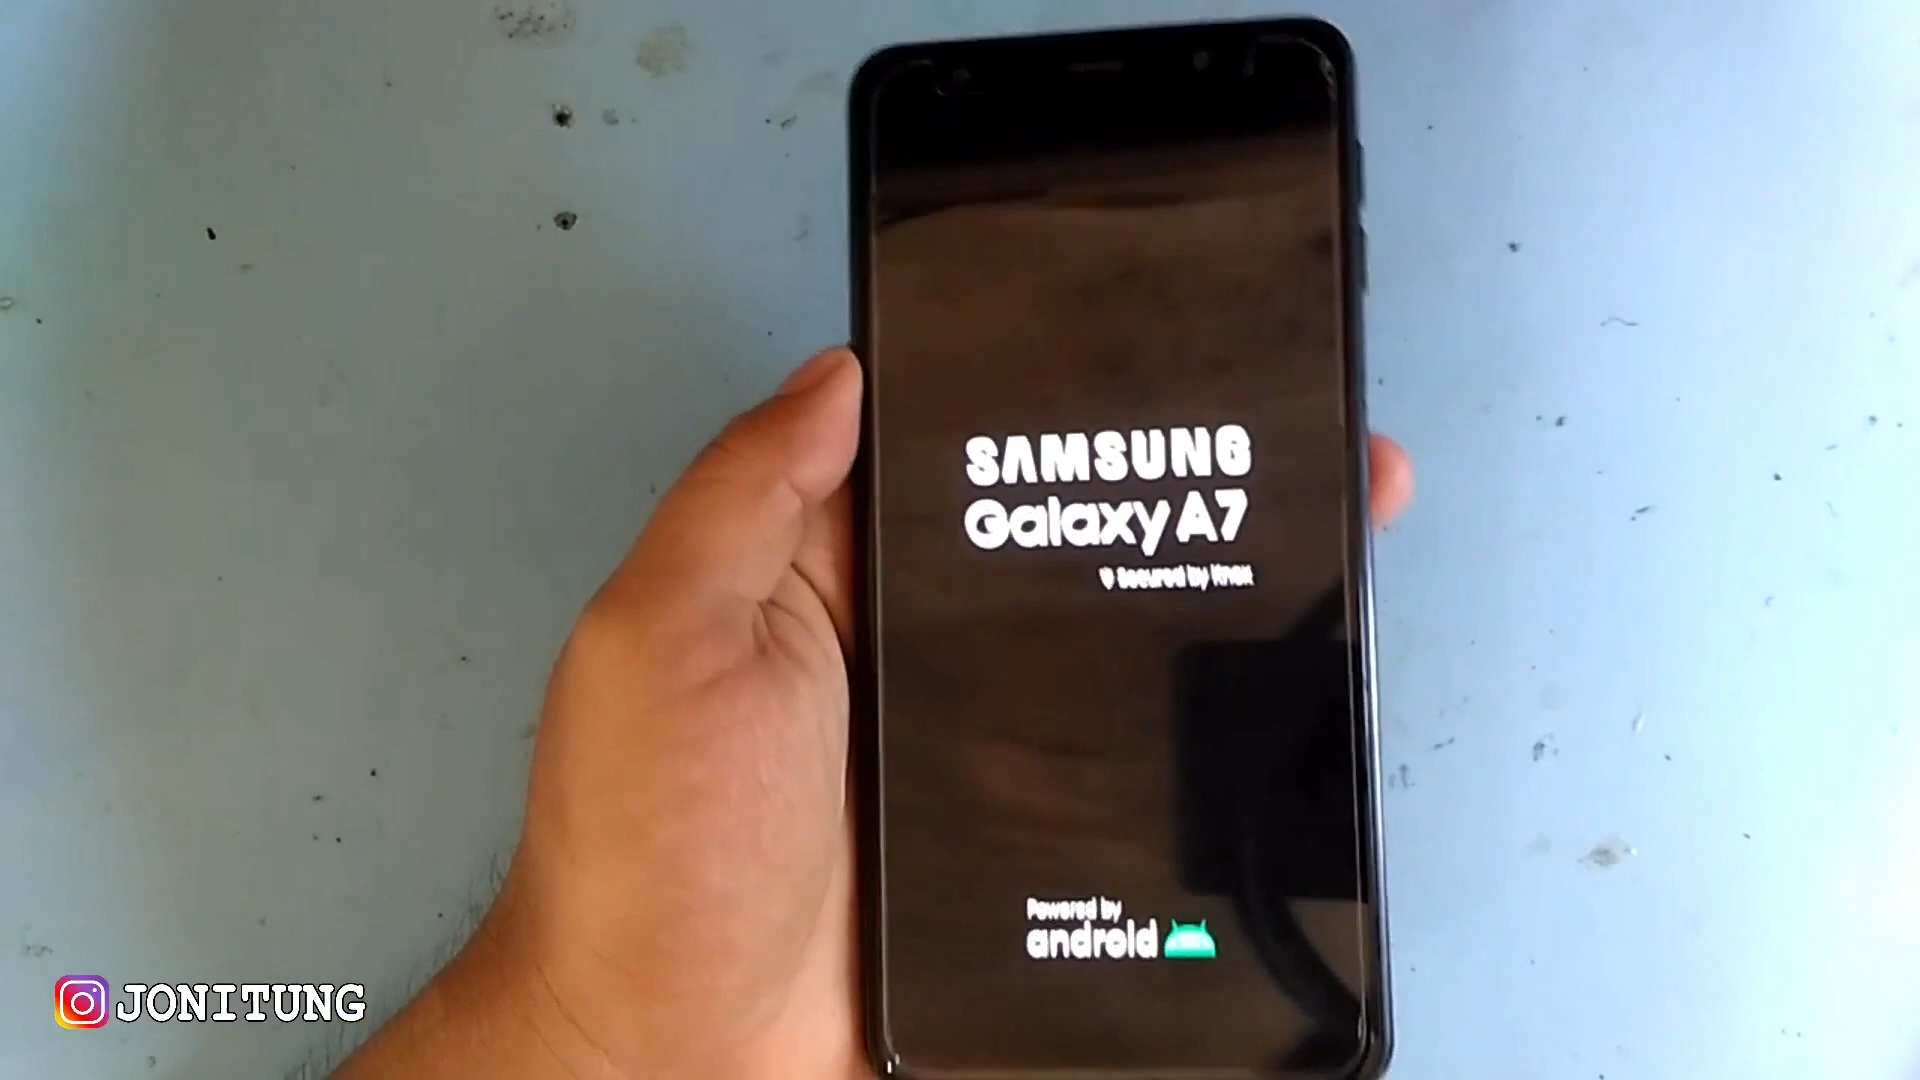 SAMSUNG
Galaxy A7
Secured by Knox
Powered by
android
JONITUNG